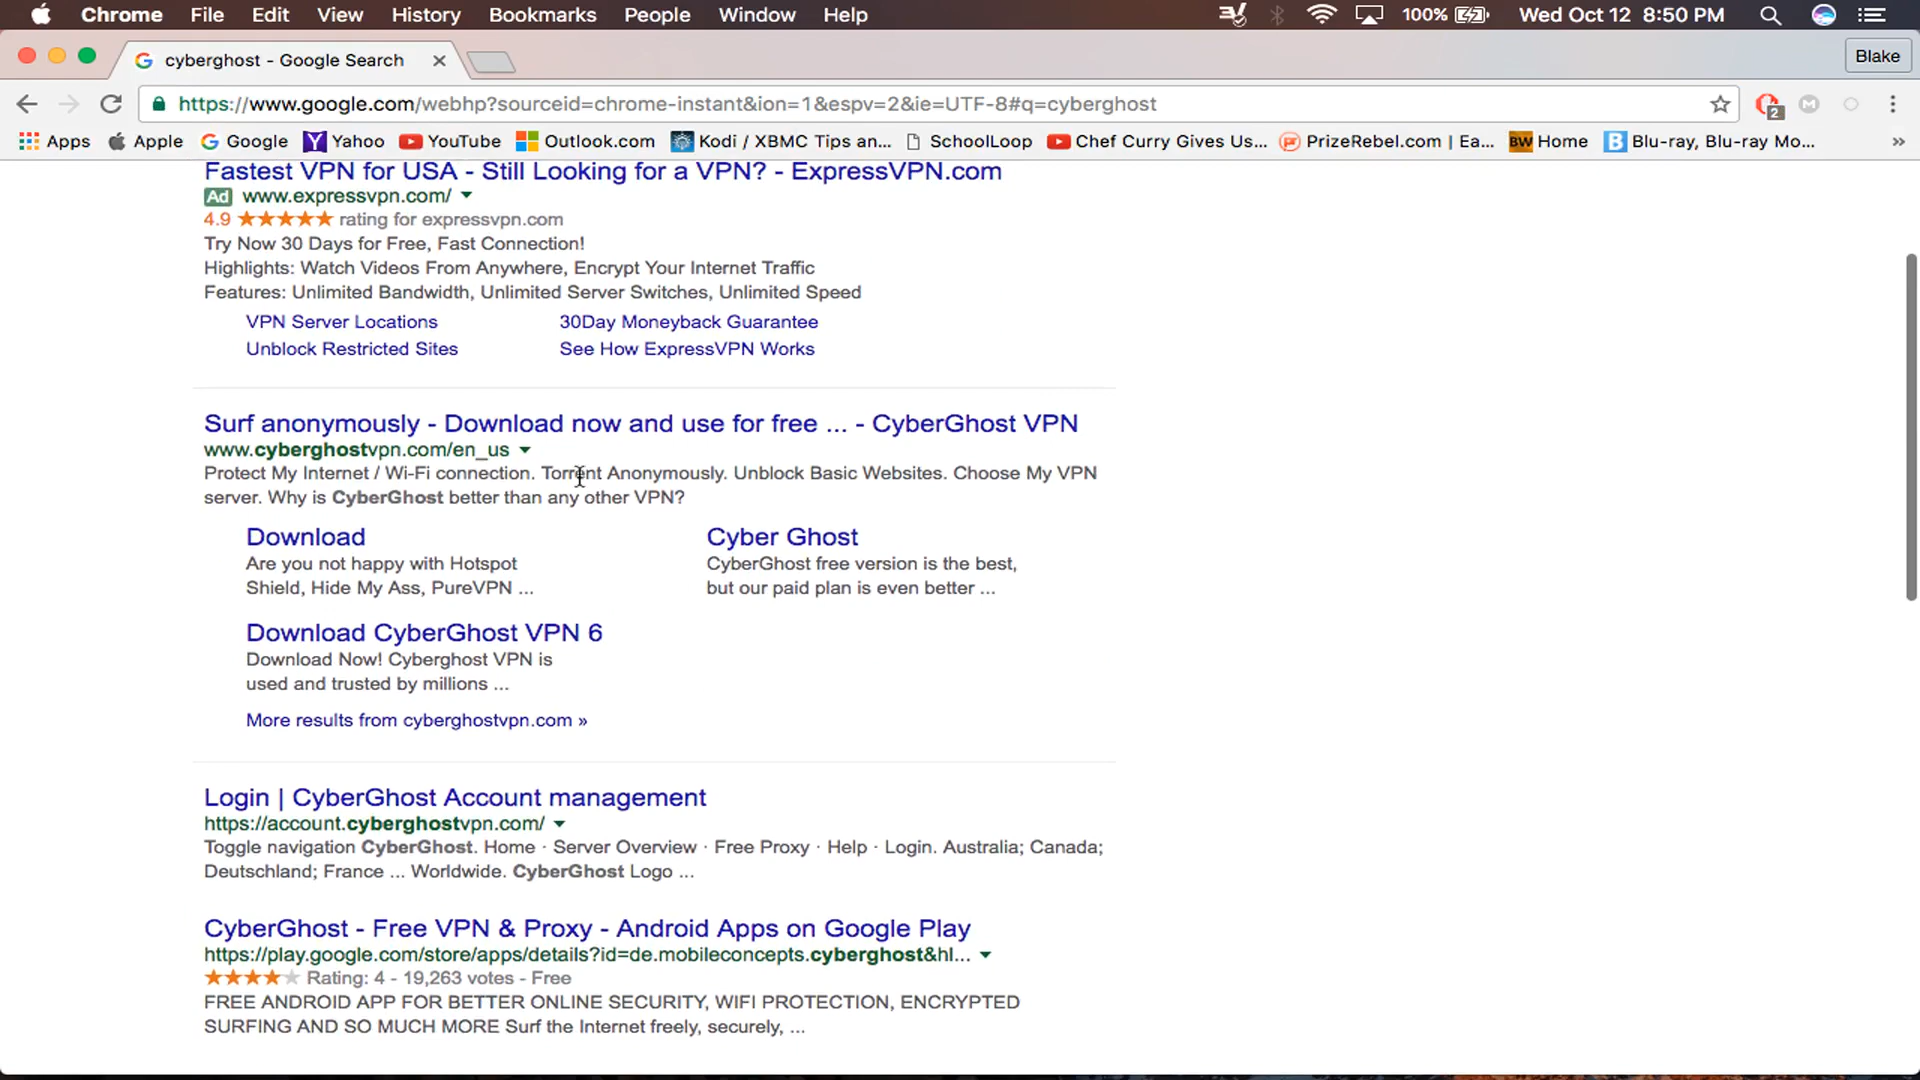 Chrome File Edit View History Bookmarks People Window Help 100% Wed Oct 12 8:50 PM
cyberghost - Google Search Blake
https://www.google.com/webhp?sourceid=chrome-instant&ion=1&espv=2&ie=UTF-8#q=cyberghost 2
Apps Apple Google Yahoo YouTube Outlook.com Kodi / XBMC Tips an... SchoolLoop Chef Curry Gives Us... PrizeRebel.com | Ea... BW Home B Blu-ray, Blu-ray Mo... »
Fastest VPN for USA - Still Looking for a VPN? - ExpressVPN.com
Ad www.expressvpn.com/
4.9 ★★★★★ rating for expressvpn.com
Try Now 30 Days for Free, Fast Connection!
Highlights: Watch Videos From Anywhere, Encrypt Your Internet Traffic
Features: Unlimited Bandwidth, Unlimited Server Switches, Unlimited Speed
VPN Server Locations 30Day Moneyback Guarantee
Unblock Restricted Sites See How ExpressVPN Works
Surf anonymously - Download now and use for free ... - CyberGhost VPN
www.cyberghostvpn.com/en_us
Protect My Internet / Wi-Fi connection. Torrent Anonymously. Unblock Basic Websites. Choose My VPN
server. Why is CyberGhost better than any other VPN?
Download
Are you not happy with Hotspot
Shield, Hide My Ass, PureVPN ...
Cyber Ghost
CyberGhost free version is the best,
but our paid plan is even better ...
Download CyberGhost VPN 6
Download Now! Cyberghost VPN is
used and trusted by millions ...
More results from cyberghostvpn.com »
Login | CyberGhost Account management
https://account.cyberghostvpn.com/
Toggle navigation CyberGhost. Home · Server Overview · Free Proxy · Help · Login. Australia; Canada;
Deutschland; France ... Worldwide. CyberGhost Logo ...
CyberGhost - Free VPN & Proxy - Android Apps on Google Play
https://play.google.com/store/apps/details?id=de.mobileconcepts.cyberghost&hl...
★★★★★ Rating: 4 - 19,263 votes - Free
FREE ANDROID APP FOR BETTER ONLINE SECURITY, WIFI PROTECTION, ENCRYPTED
SURFING AND SO MUCH MORE Surf the Internet freely, securely, ...